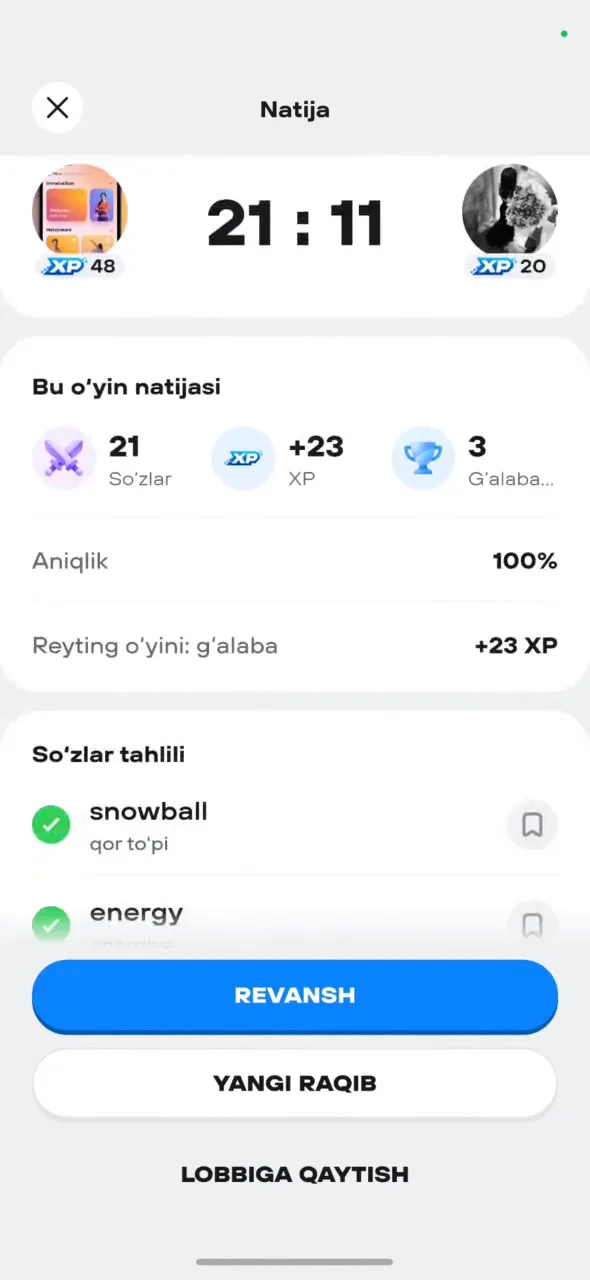 Natija
21 : 11
XP 48
XP 20
Bu o‘yin natijasi
21
So‘zlar
XP
+23
XP
3
G‘alaba...
Aniqlik
100%
Reyting o‘yini: g‘alaba
+23 XP
So‘zlar tahlili
snowball
qor to'pi
energy
REVANSH
YANGI RAQIB
LOBBIGA QAYTISH